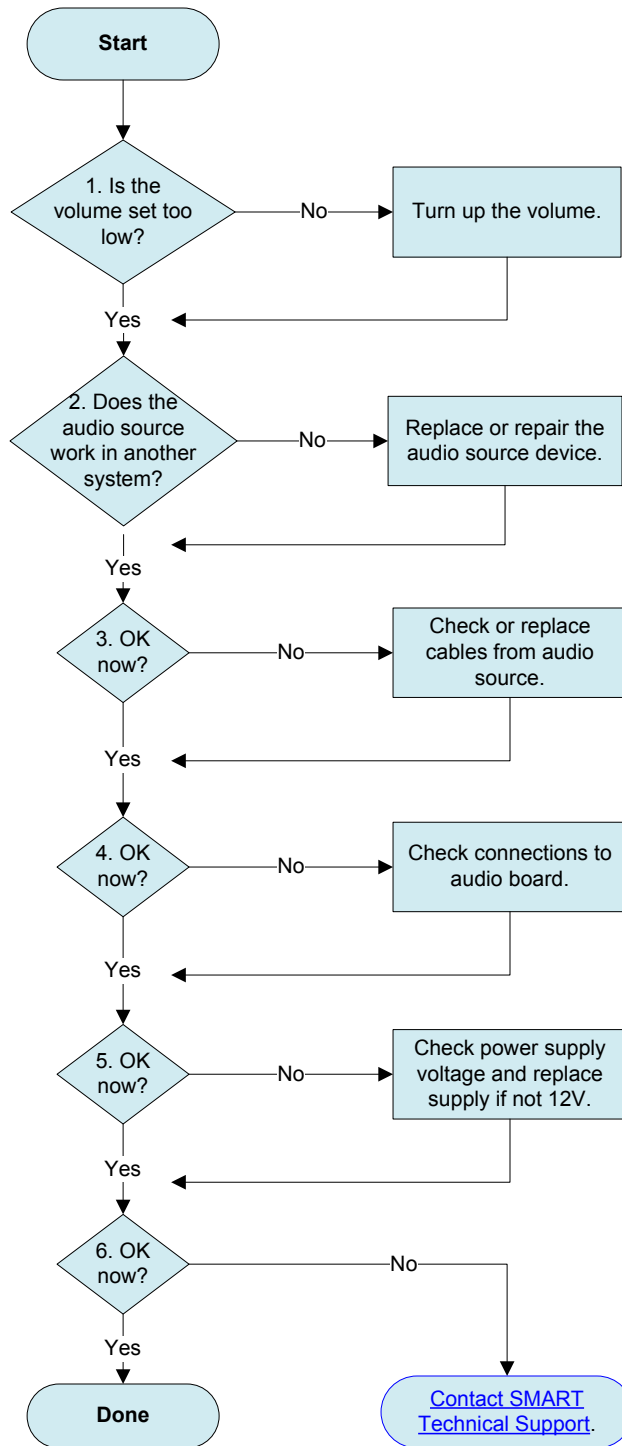 Start
1. Is the
volume set too
low?
No
Turn up the volume.
Yes
2. Does the
audio source
work in another
system?
No
Replace or repair the
audio source device.
Yes
3. OK
now?
No
Check or replace
cables from audio
source.
Yes
4. OK
now?
No
Check connections to
audio board.
Yes
5. OK
now?
No
Check power supply
voltage and replace
supply if not 12V.
Yes
6. OK
now?
No
Yes
Done
Contact SMART
Technical Support.